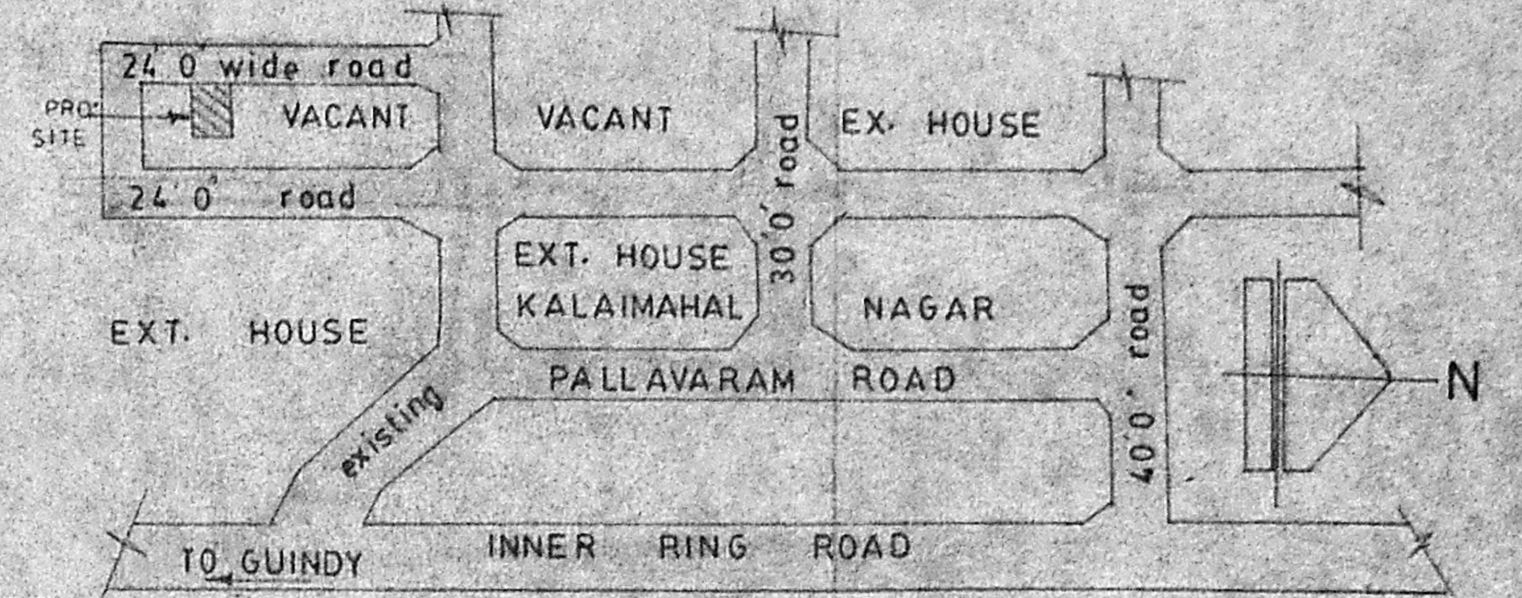 24' 0' wide road
PRO:
SITE
VACANT
VACANT
30'0' road
EX. HOUSE
24' 0" road
EXT. HOUSE
KALAIMAHAL
NAGAR
EXT. HOUSE
PALLAVARAM ROAD
existing
40'0' road
N
INNER RING ROAD
TO GUINDY